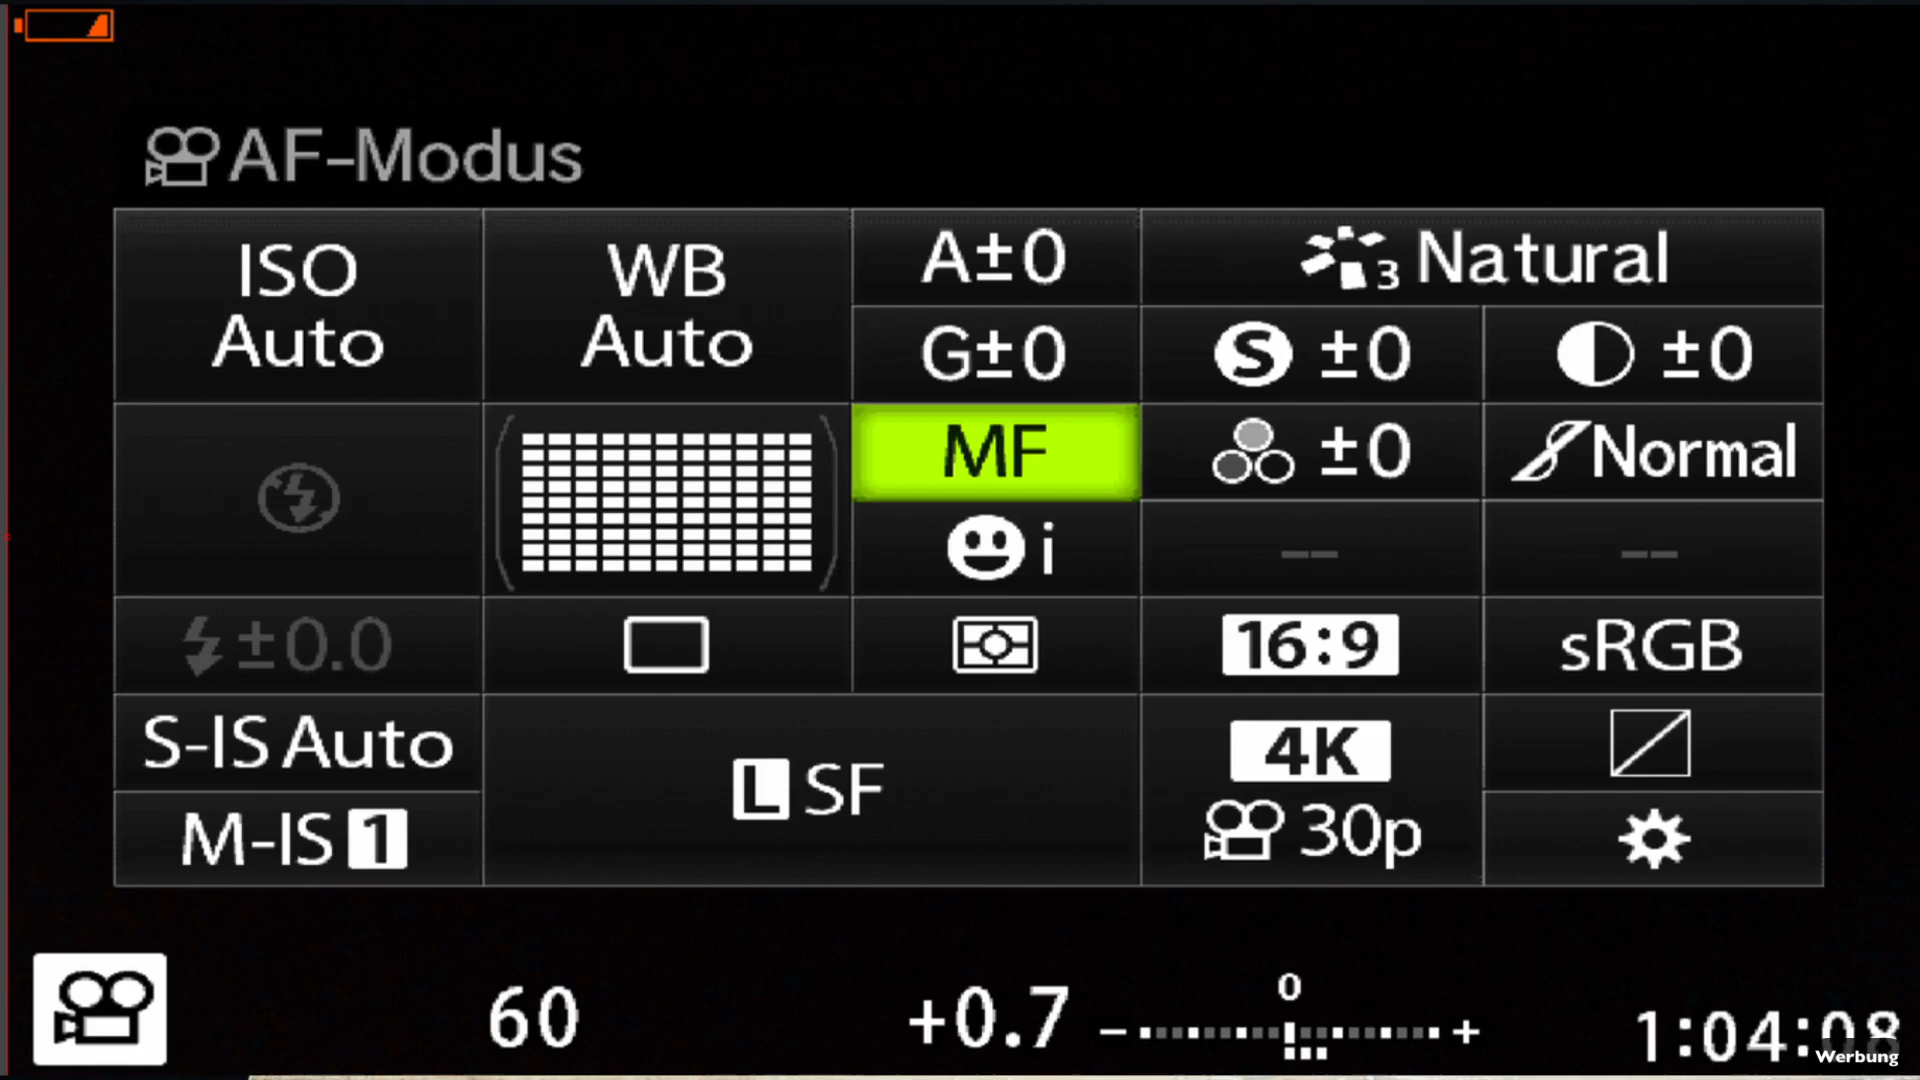 AF-Modus
ISO
Auto
WB
Auto
A±0
G±0
3 Natural
S ±0
±0
MF
±0
Normal
i
--
--
±0.0
16:9
sRGB
S-IS Auto
M-IS 1
L SF
4K
30p
60
+0.7
0
− +
1:04:08
Werbung